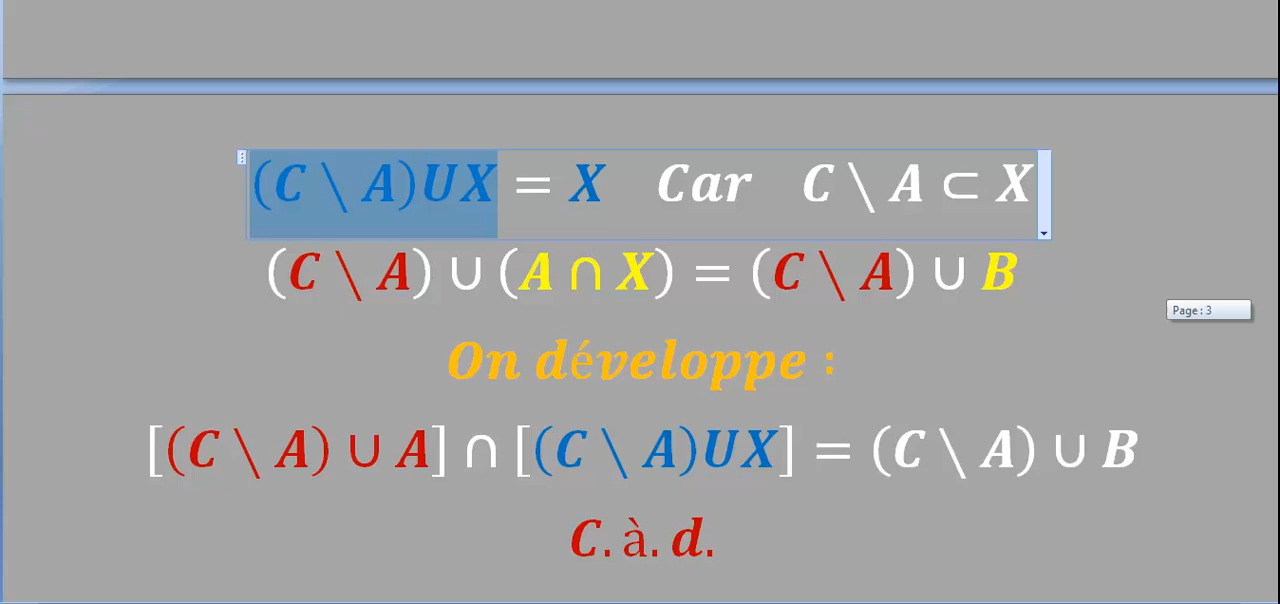 (C \ A)UX = X Car C \ A ⊂ X
(C \ A) ∪ (A ∩ X) = (C \ A) ∪ B
Page : 3
On développe :
[(C \ A) ∪ A] ∩ [(C \ A)UX] = (C \ A) ∪ B
C. à. d.